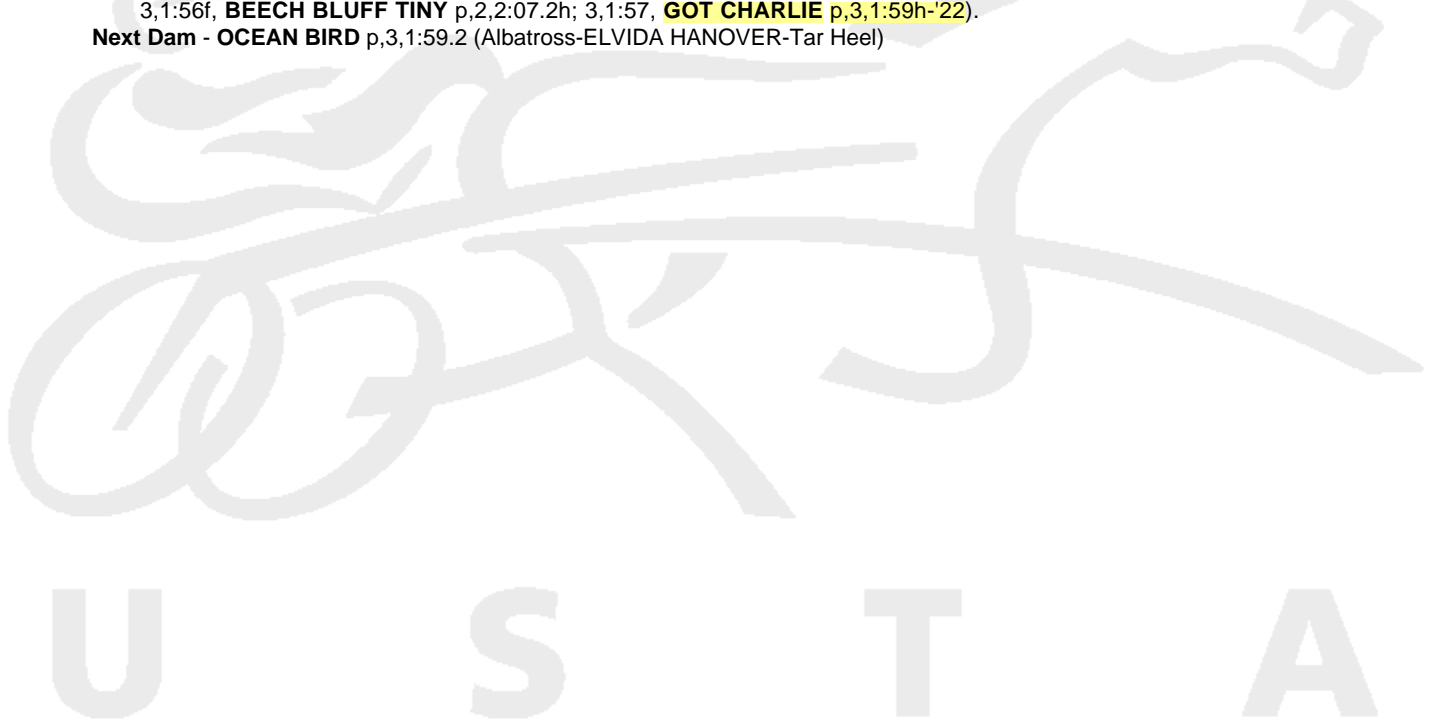 3,1:56f, BEECH BLUFF TINY p,2,2:07.2h; 3,1:57, GOT CHARLIE p,3,1:59h-'22).
Next Dam - OCEAN BIRD p,3,1:59.2 (Albatross-ELVIDA HANOVER-Tar Heel)
U S T A